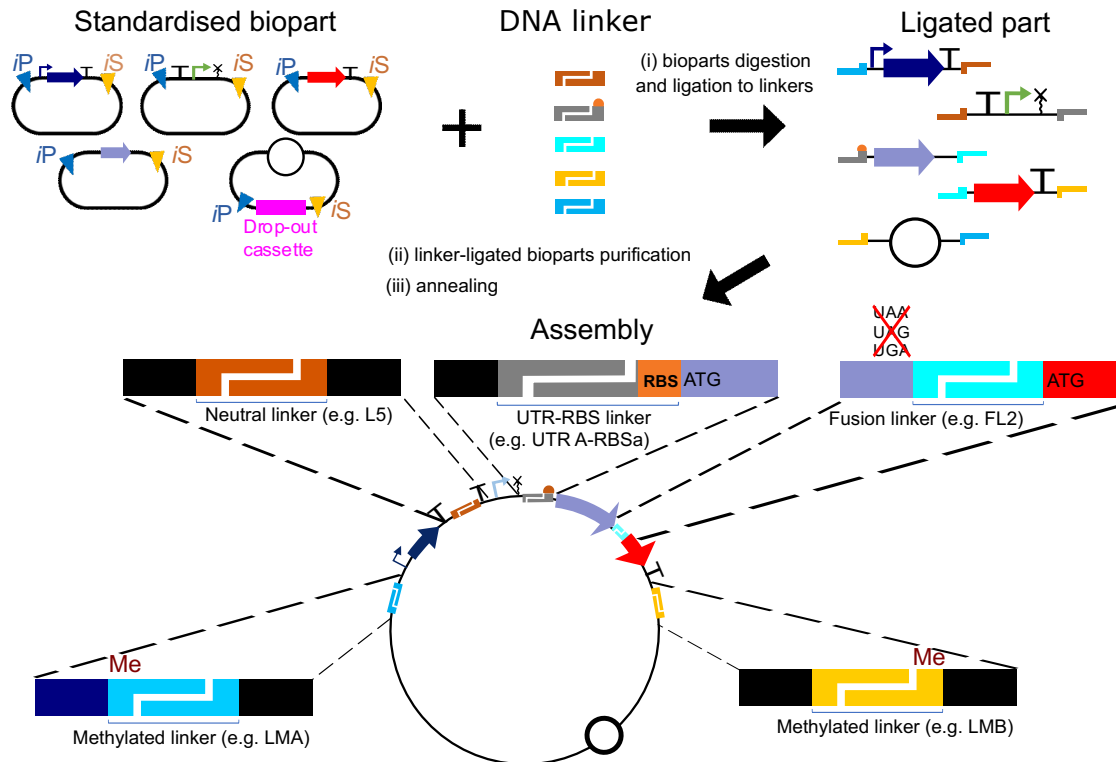 Standardised biopart
DNA linker
Ligated part
iP
iS
iP
iS
iP
iS
iP
iS
iP
iS
Drop-out
cassette
(i) bioparts digestion
and ligation to linkers
(ii) linker-ligated bioparts purification
(iii) annealing
Assembly
UAA
UAG
UGA
RBS
ATG
ATG
Neutral linker (e.g. L5)
UTR-RBS linker
(e.g. UTR A-RBSa)
Fusion linker (e.g. FL2)
Me
Methylated linker (e.g. LMA)
Me
Methylated linker (e.g. LMB)